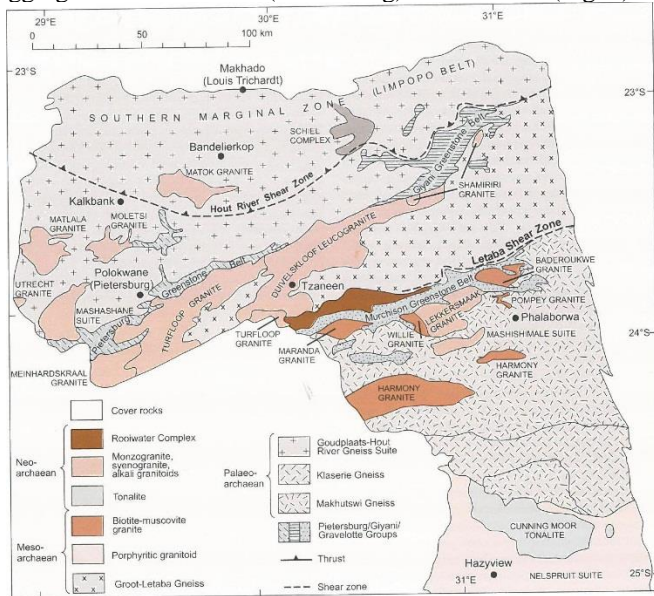 29°E
30°E
31°E
0 50 100 km
23°S
Makhado
(Louis Trichardt)
23°S
SOUTHERN MARGINAL ZONE (LIMPOPO BELT)
SCHIEL
COMPLEX
Bandelierkop
Giyani Greenstone Belt
MATOK GRANITE
Hout River Shear Zone
SHAMIRIRI
GRANITE
Kalkbank
MATLALA
GRANITE
MOLETSI
GRANITE
DUIVELSKLOOF LEUCOGRANITE
Letaba Shear Zone
BADEROUKWE
GRANITE
Polokwane
(Pietersburg)
Pietersburg Greenstone Belt
Tzaneen
UTRECHT
GRANITE
MASHASHANE
SUITE
TURFLOOP GRANITE
Murchison Greenstone Belt
LEKKERSMAAK
GRANITE
POMPEY GRANITE
Phalaborwa
TURFLOOP
GRANITE
WILLIE
GRANITE
MASHISHIMALE SUITE
24°S
MARANDA
GRANITE
MEINHARDSKRAAL
GRANITE
HARMONY
GRANITE
HARMONY
GRANITE
Cover rocks
Rooiwater Complex
Neo-
archaean
Monzogranite,
syenogranite,
alkali granitoids
Tonalite
Meso-
archaean
Biotite-muscovite
granite
Porphyritic granitoid
Groot-Letaba Gneiss
Palaeo-
archaean
Goudplaats-Hout
River Gneiss Suite
Klaserie Gneiss
Makhutswi Gneiss
Pietersburg/Giyani/
Gravelotte Groups
Thrust
Shear zone
CUNNING MOOR
TONALITE
Hazyview
31°E
NELSPRUIT SUITE
25°S